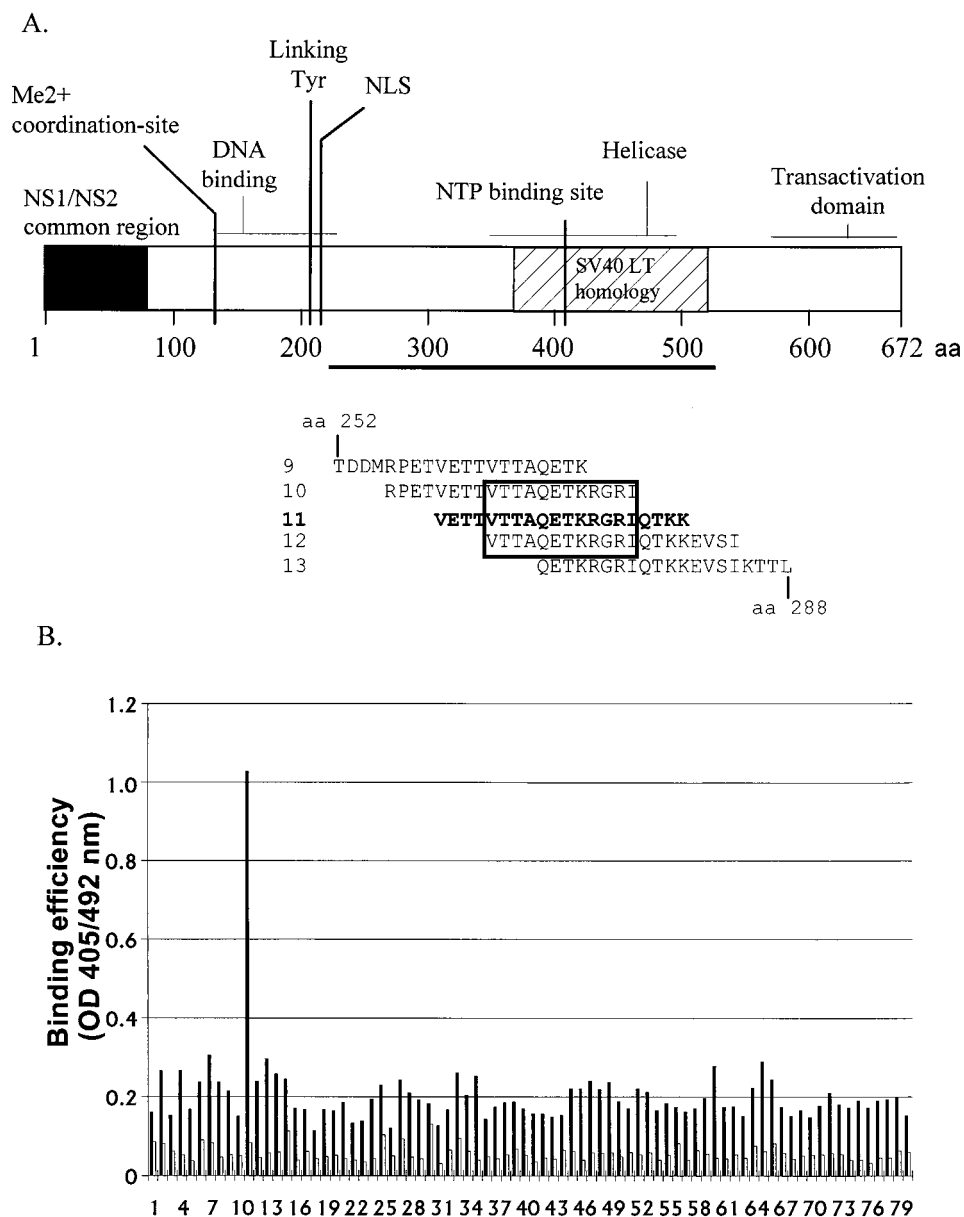 A.
Linking
Tyr
NLS
Me2+
coordination-site
DNA
binding
Helicase
NTP binding site
Transactivation
domain
NS1/NS2
common region
SV40 LT
homology
1 100 200 300 400 500 600 672 aa
aa 252
9 TDDMRPETVETTVTTAQETK
10 RPETVETTVTTAQETKRGRI
11 VETTVTTAQETKRGRIQTKK
12 VTTAQETKRGRIQTKKEVSI
13 QETKRGRIQTKKEVSIKTTL
aa 288
B.
Binding efficiency
(OD 405/492 nm)
1.2
1.0
0.8
0.6
0.4
0.2
0
1 4 7 10 13 16 19 22 25 28 31 34 37 40 43 46 49 52 55 58 61 64 67 70 73 76 79